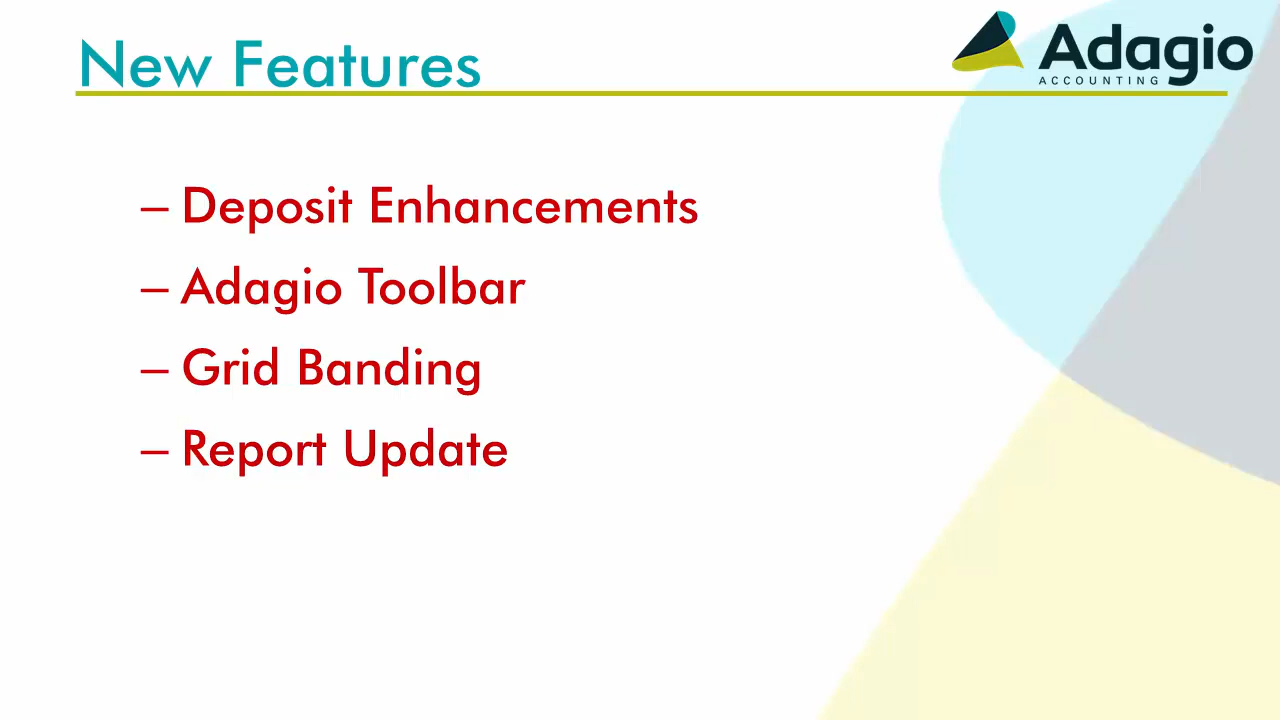 New Features
Adagio
ACCOUNTING
– Deposit Enhancements
– Adagio Toolbar
– Grid Banding
– Report Update